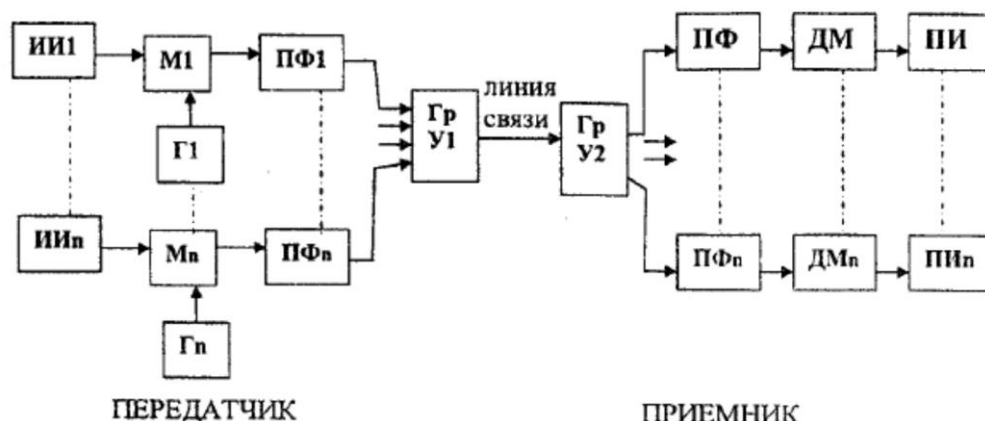 ИИ1
М1
ПФ1
Г1
ИИn
Мn
ПФn
Гn
Гр
У1
линия
связи
Гр
У2
ПФ
ДМ
ПИ
ПФn
ДМn
ПИn
ПЕРЕДАТЧИК
ПРИЕМНИК